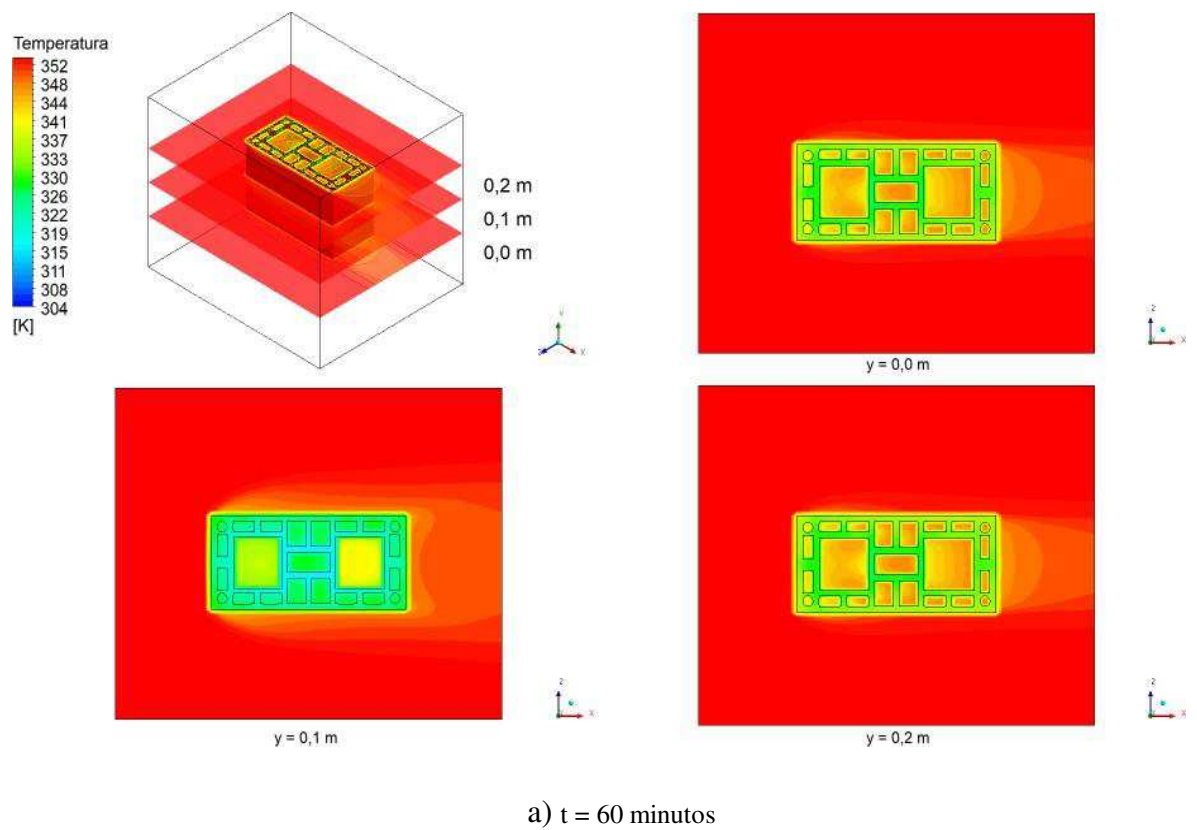 Temperatura
352
348
344
341
337
333
330
326
322
319
315
311
308
304
[K]
0,2 m
0,1 m
0,0 m
Y
Z
X
y = 0,0 m
Z
X
y = 0,1 m
Z
X
y = 0,2 m
Z
X
a) t = 60 minutos